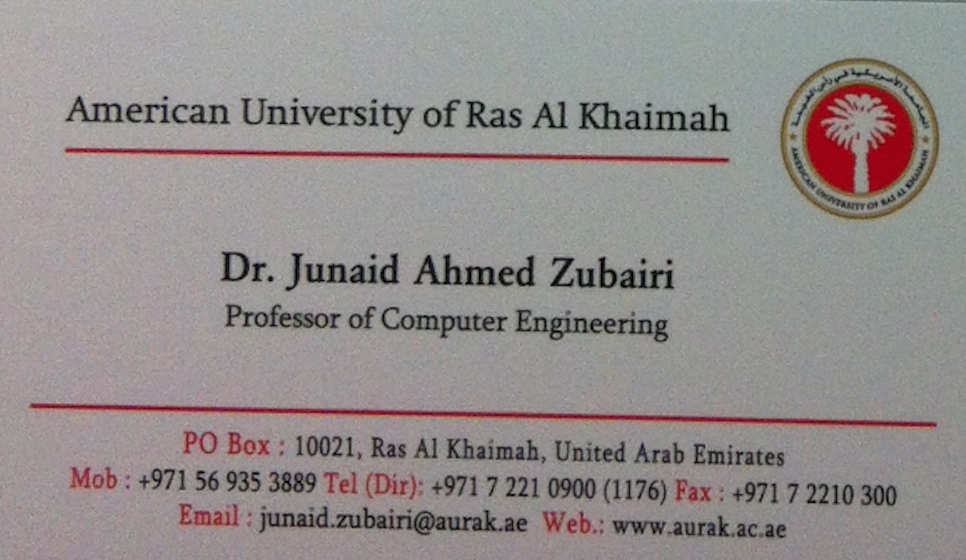 American University of Ras Al Khaimah
الجامعة الأمريكية في رأس الخيمة
AMERICAN UNIVERSITY OF RAS AL KHAIMAH
Dr. Junaid Ahmed Zubairi
Professor of Computer Engineering
PO Box : 10021, Ras Al Khaimah, United Arab Emirates
Mob : +971 56 935 3889 Tel (Dir): +971 7 221 0900 (1176) Fax : +971 7 2210 300
Email : junaid.zubairi@aurak.ae Web.: www.aurak.ac.ae